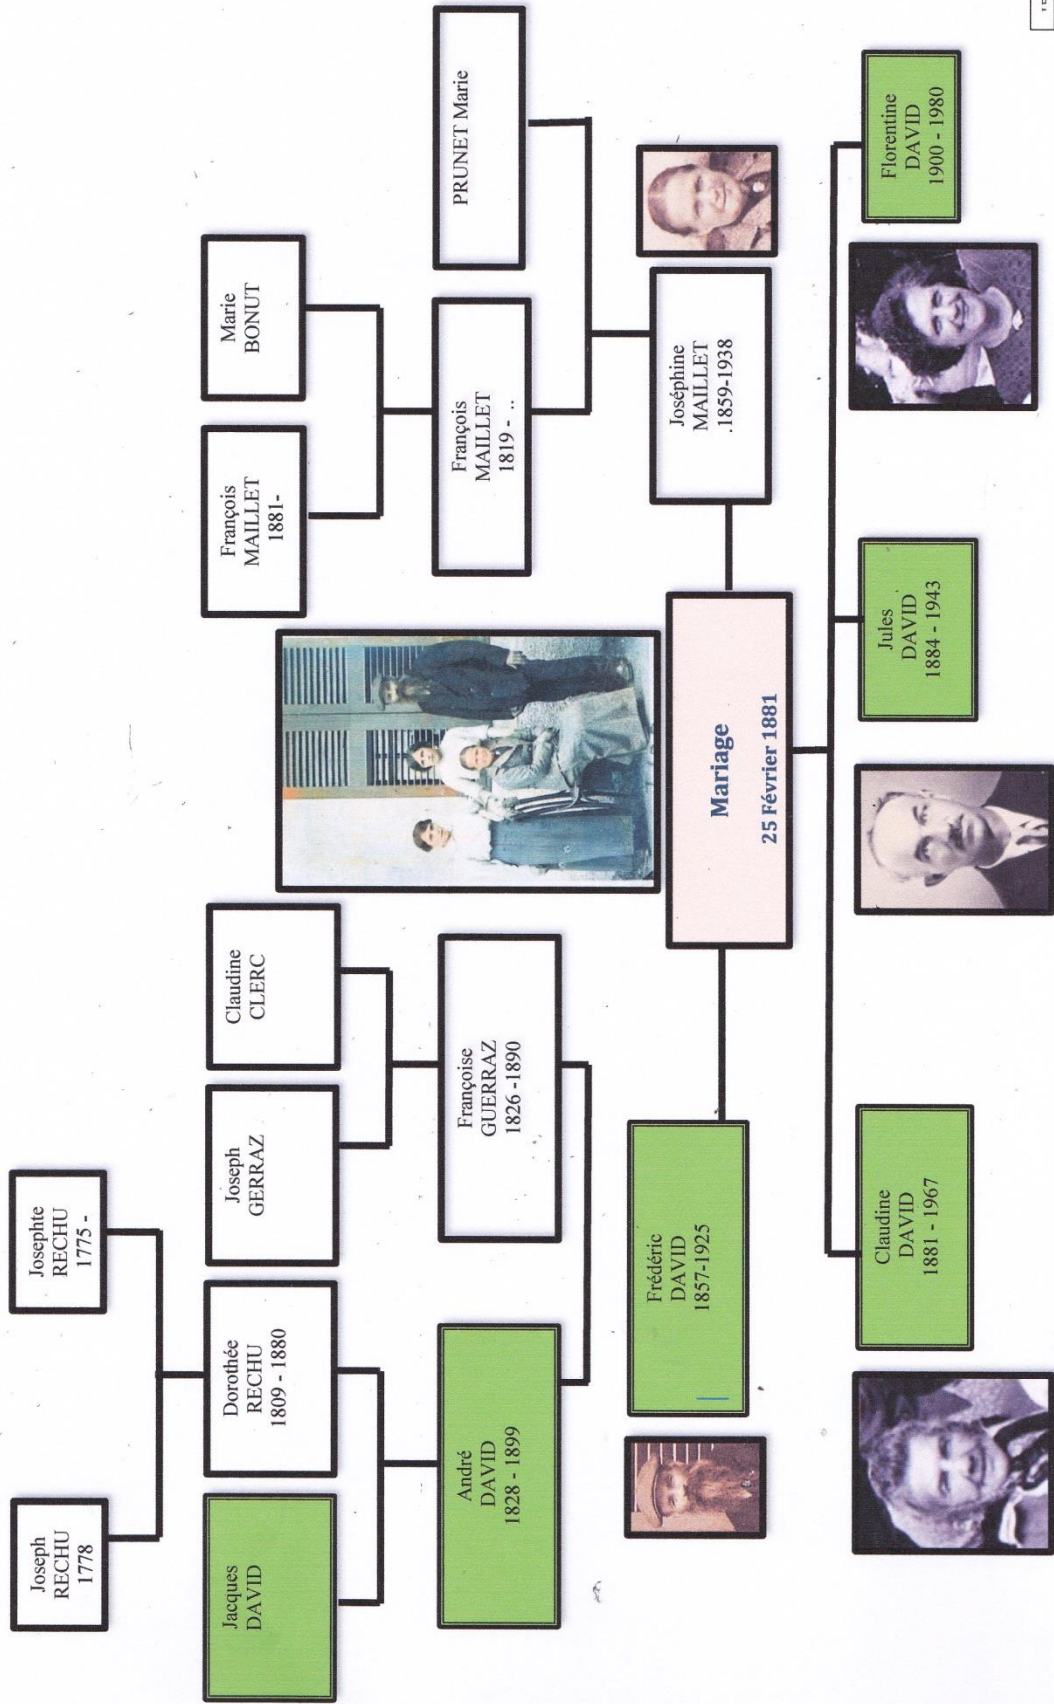 Joseph
RECHU
1778
Josephte
RECHU
1775 -
Jacques
DAVID
Dorothée
RECHU
1809 - 1880
Joseph
GERRAZ
Claudine
CLERC
François
MAILLET
1881-
Marie
BONUT
André
DAVID
1828 - 1899
Françoise
GUERRAZ
1826 -1890
François
MAILLET
1819 - ..
PRUNET Marie
Frédéric
DAVID
1857-1925
Mariage
25 Février 1881
Joséphine
MAILLET
.1859-1938
Claudine
DAVID
1881 - 1967
Jules
DAVID
1884 - 1943
Florentine
DAVID
1900 - 1980